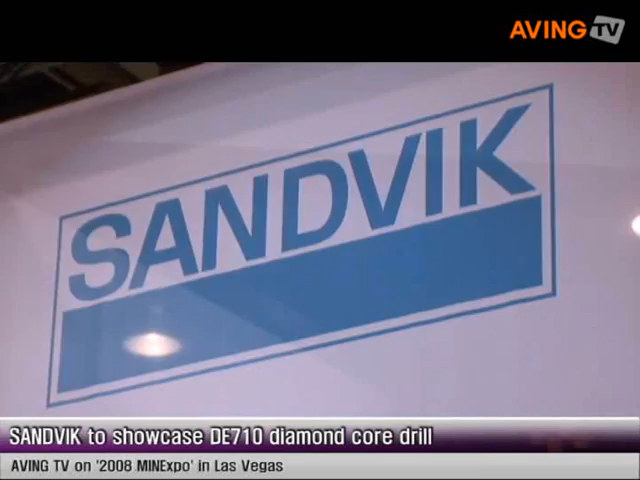 AVING TV
SANDVIK
SANDVIK to showcase DE710 diamond core drill
AVING TV on '2008 MINExpo' in Las Vegas